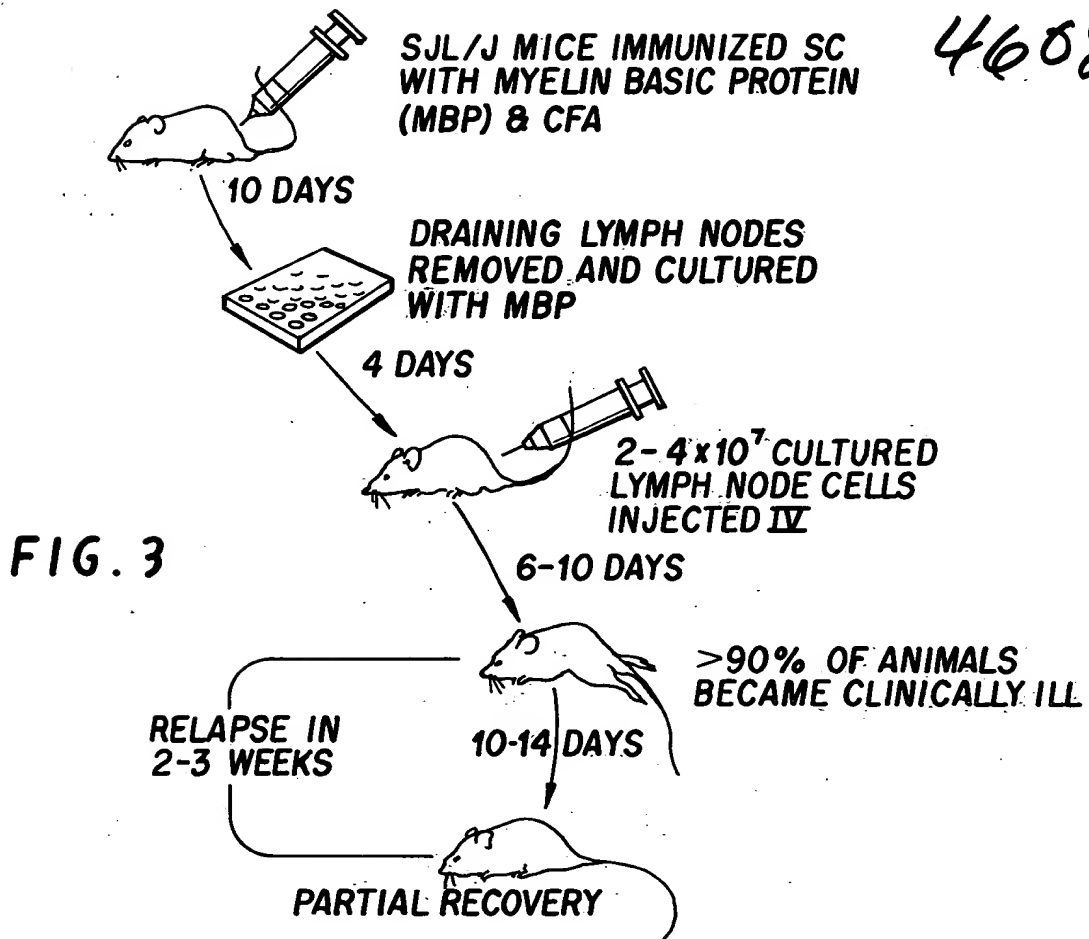 SJL/J MICE IMMUNIZED SC
WITH MYELIN BASIC PROTEIN
(MBP) & CFA
10 DAYS
DRAINING LYMPH NODES
REMOVED AND CULTURED
WITH MBP
4 DAYS
2-4x10⁷ CULTURED
LYMPH NODE CELLS
INJECTED IV
FIG. 3
6-10 DAYS
>90% OF ANIMALS
BECAME CLINICALLY ILL
RELAPSE IN
2-3 WEEKS
10-14 DAYS
PARTIAL RECOVERY